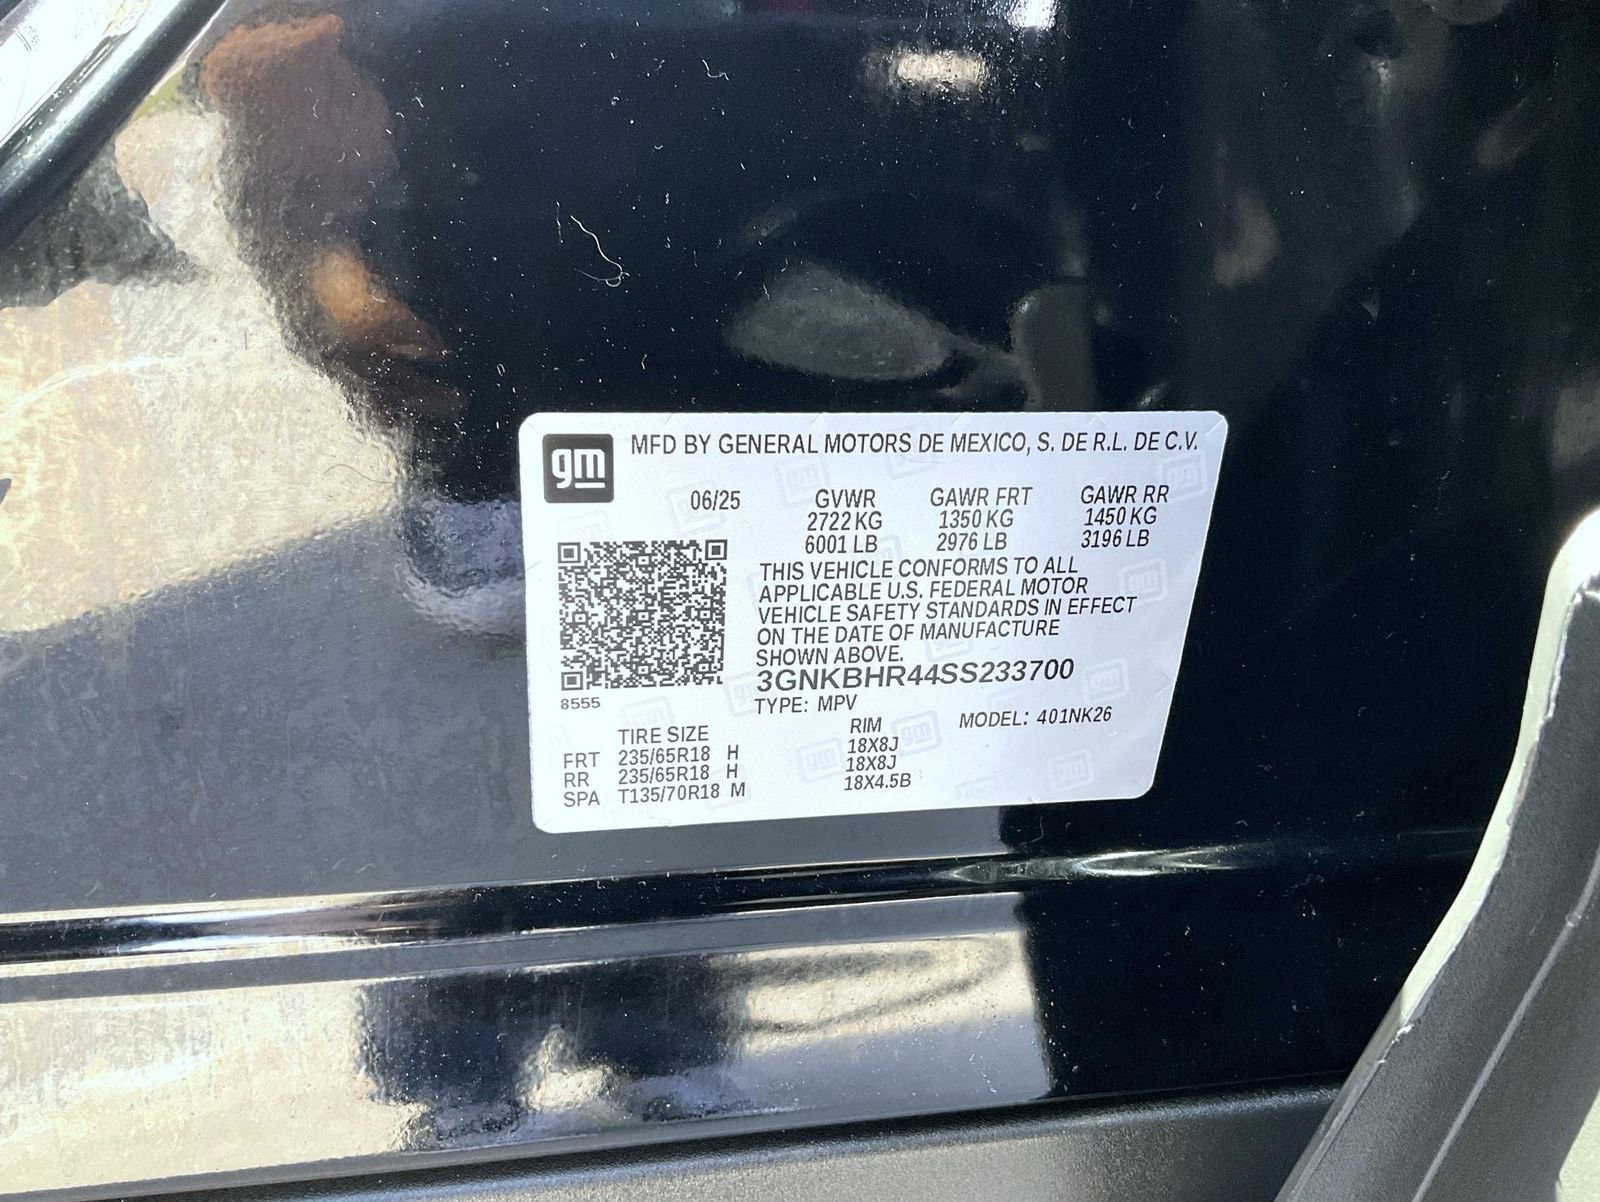 gm
MFD BY GENERAL MOTORS DE MEXICO, S. DE R.L. DE C.V.
06/25 GVWR GAWR FRT GAWR RR
2722 KG 1350 KG 1450 KG
6001 LB 2976 LB 3196 LB
THIS VEHICLE CONFORMS TO ALL
APPLICABLE U.S. FEDERAL MOTOR
VEHICLE SAFETY STANDARDS IN EFFECT
ON THE DATE OF MANUFACTURE
SHOWN ABOVE.
3GNKBHR44SS233700
8555
TYPE: MPV
MODEL: 401NK26
TIRE SIZE RIM
FRT 235/65R18 H 18X8J
RR 235/65R18 H 18X8J
SPA T135/70R18 M 18X4.5B